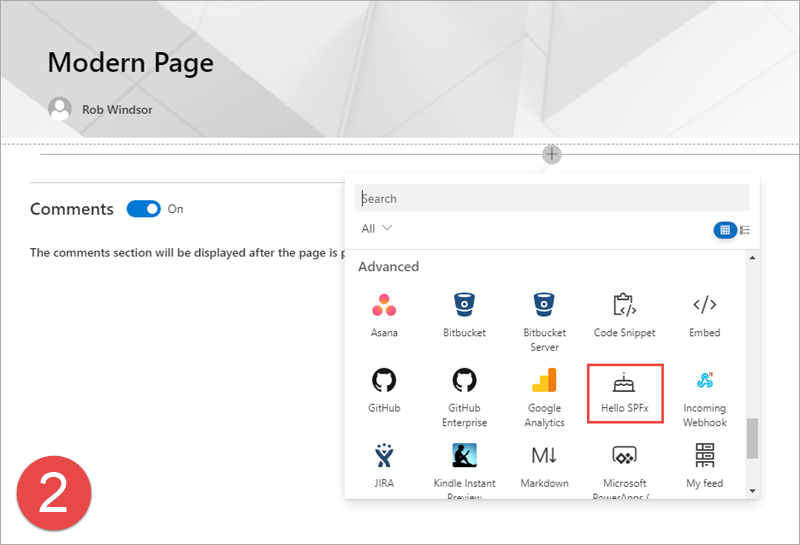 Modern Page
Rob Windsor
Search
Comments
On
All
The comments section will be displayed after the page is p
Advanced
Asana
Bitbucket
Bitbucket
Server
Code Snippet
Embed
GitHub
GitHub
Enterprise
Google
Analytics
Hello SPFx
Incoming
Webhook
JIRA
Kindle Instant
Preview
Markdown
M↓
Microsoft
PowerApps (
My feed
2